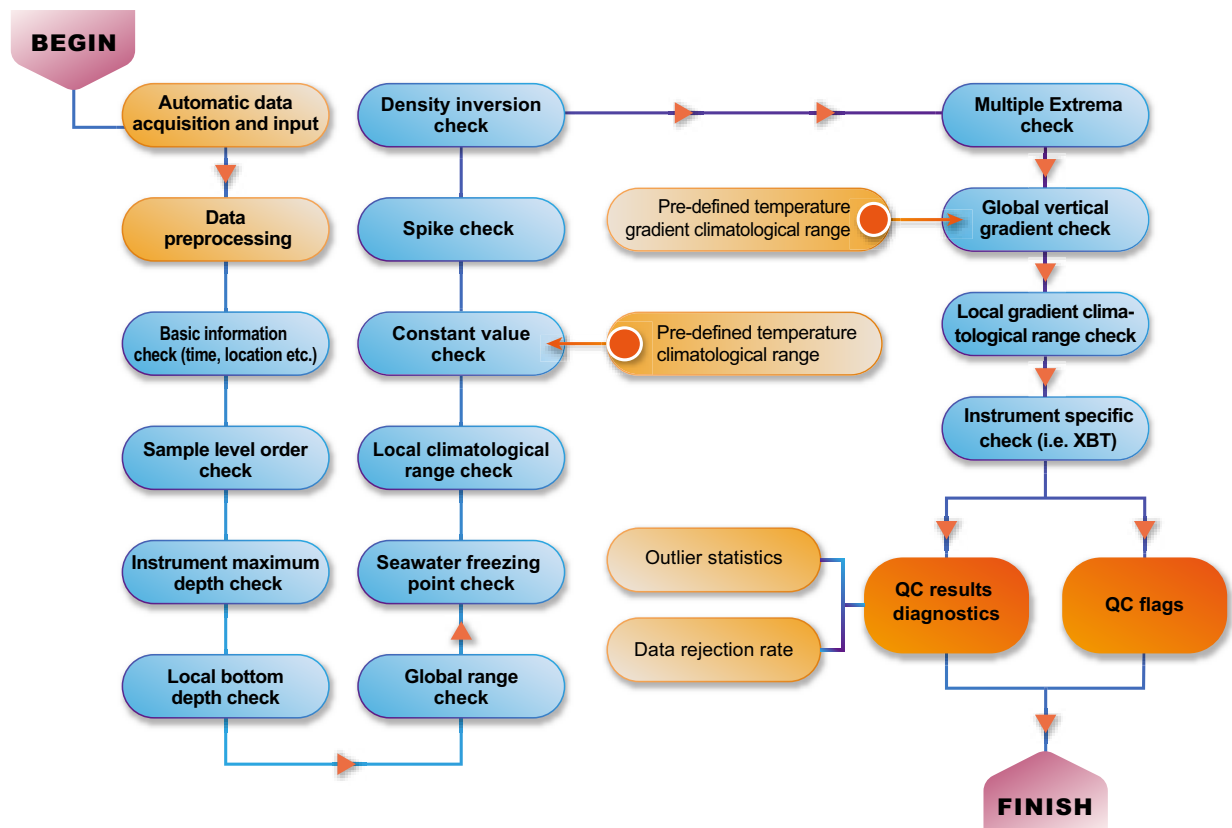 BEGIN
Automatic data
acquisition and input
Data
preprocessing
Basic information
check (time, location etc.)
Sample level order
check
Instrument maximum
depth check
Local bottom
depth check
Global range
check
Seawater freezing
point check
Local climatological
range check
Constant value
check
Pre-defined temperature
climatological range
Spike check
Density inversion
check
Multiple Extrema
check
Pre-defined temperature
gradient climatological range
Global vertical
gradient check
Local gradient clima-
tological range check
Instrument specific
check (i.e. XBT)
Outlier statistics
Data rejection rate
QC results
diagnostics
QC flags
FINISH